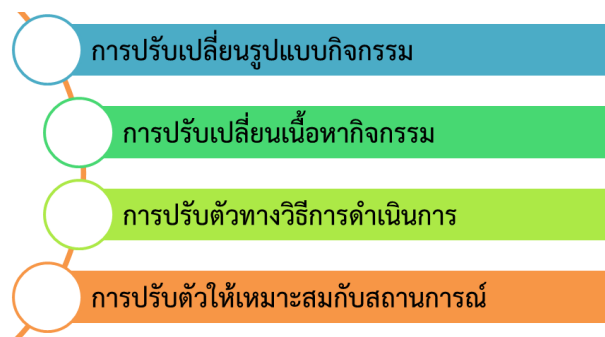 การปรับเปลี่ยนรูปแบบกิจกรรม
การปรับเปลี่ยนเนื้อหากิจกรรม
การปรับตัวทางวิธีการดำเนินการ
การปรับตัวให้เหมาะสมกับสถานการณ์